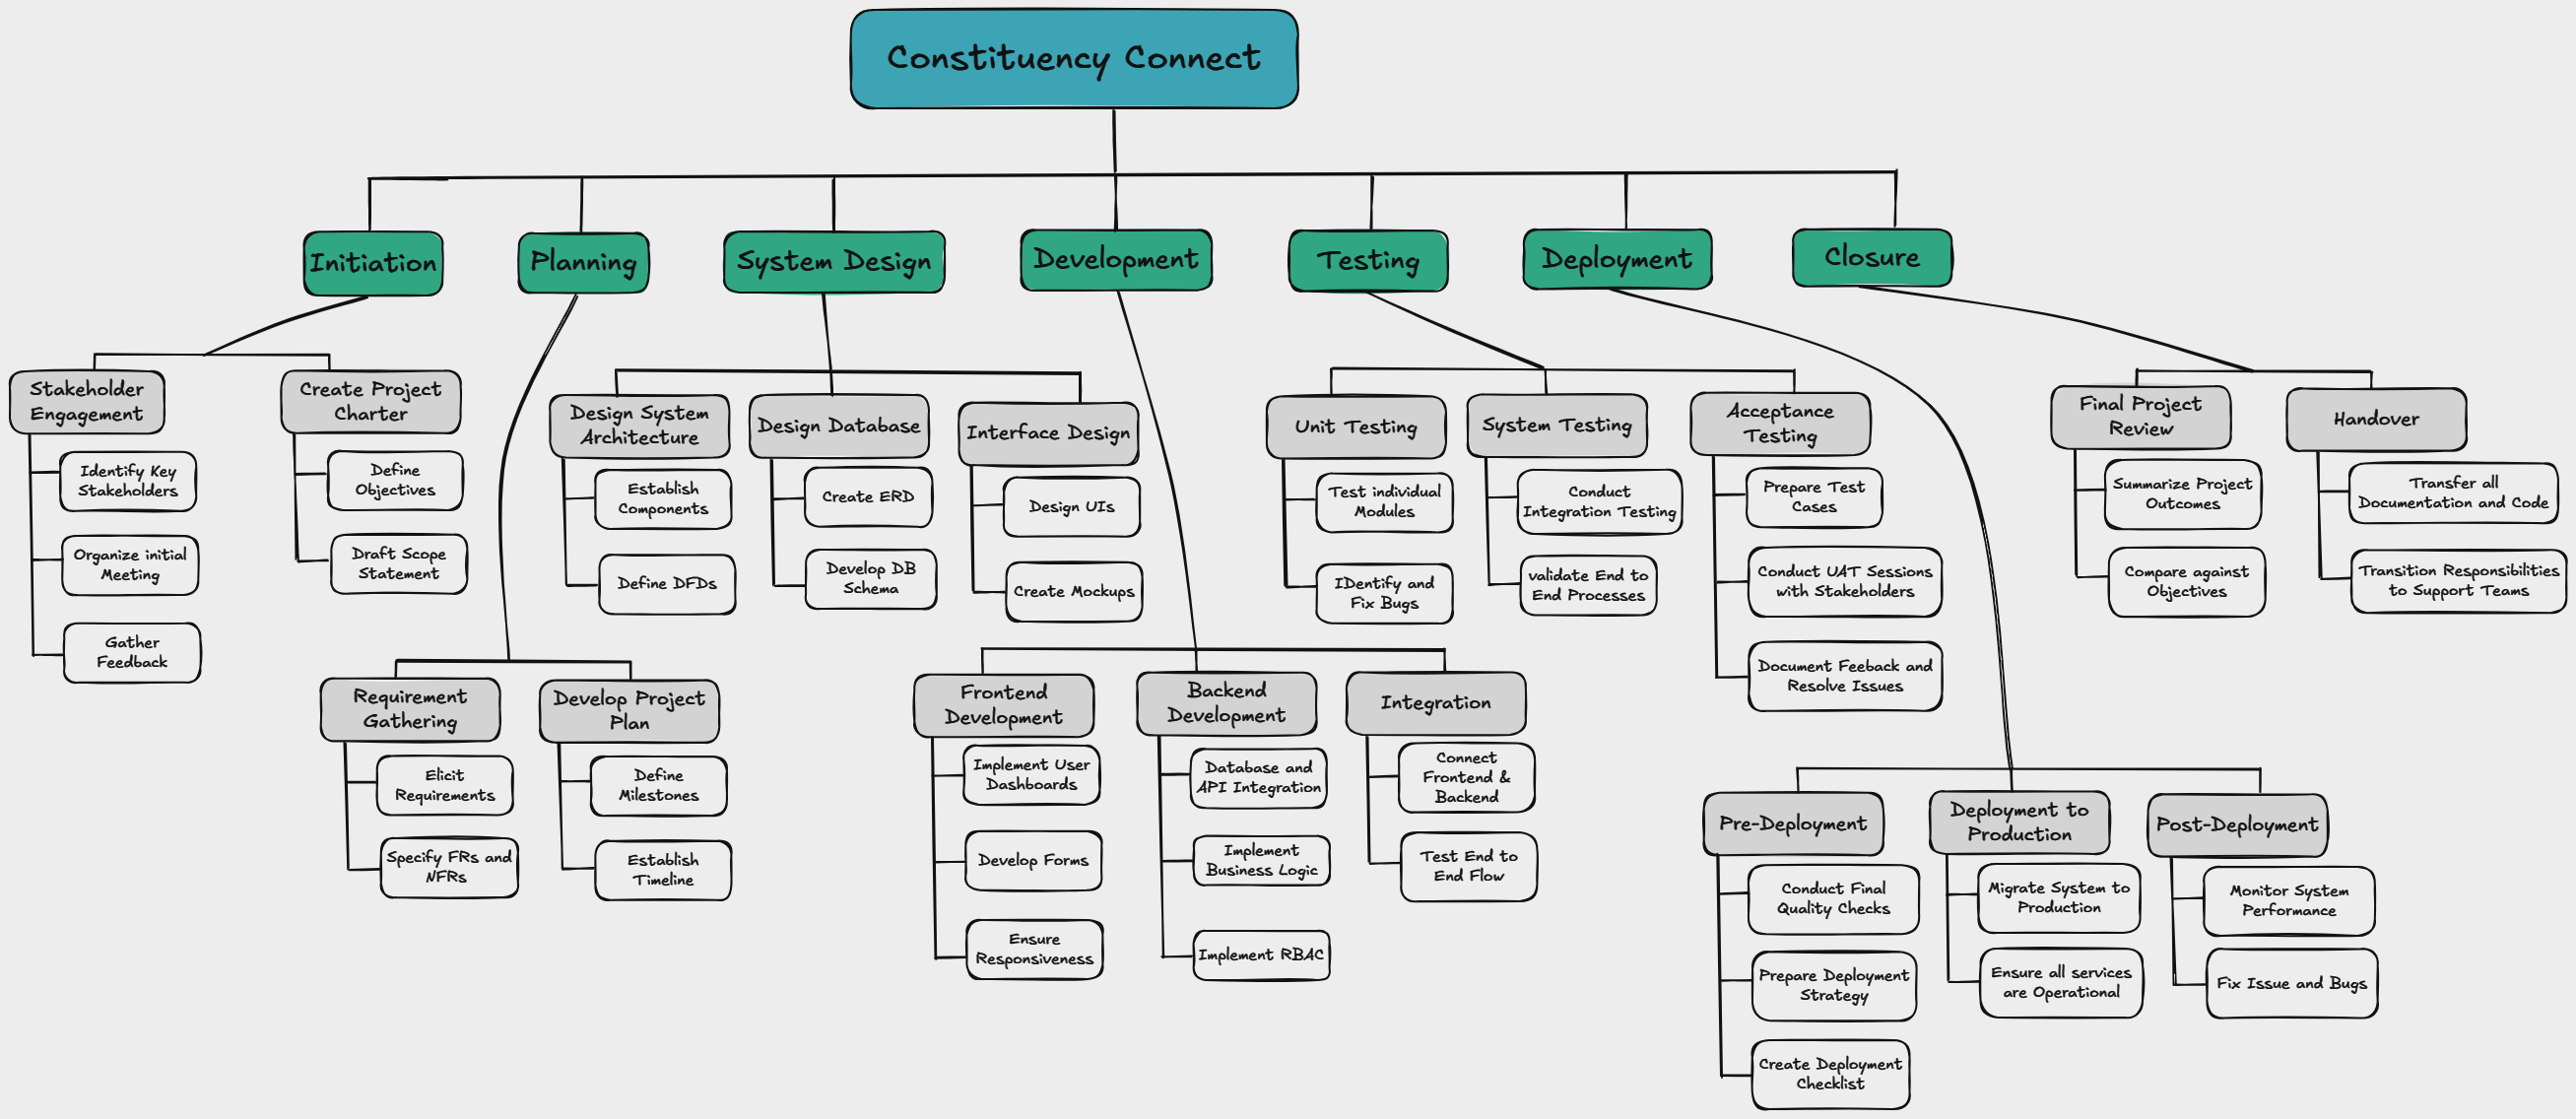 Constituency Connect
Initiation
Planning
System Design
Development
Testing
Deployment
Closure
Stakeholder
Engagement
Identify Key
Stakeholders
Organize initial
Meeting
Gather
Feedback
Create Project
Charter
Define
Objectives
Draft Scope
Statement
Requirement
Gathering
Elicit
Requirements
Specify FRs and
NFRs
Develop Project
Plan
Define
Milestones
Establish
Timeline
Design System
Architecture
Establish
Components
Define DFDs
Design Database
Create ERD
Develop DB
Schema
Interface Design
Design UIs
Create Mockups
Frontend
Development
Implement User
Dashboards
Develop Forms
Ensure
Responsiveness
Backend
Development
Database and
API Integration
Implement
Business Logic
Implement RBAC
Integration
Connect
Frontend &
Backend
Test End to
End Flow
Unit Testing
Test individual
Modules
IDentify and
Fix Bugs
System Testing
Conduct
Integration Testing
validate End to
End Processes
Acceptance
Testing
Prepare Test
Cases
Conduct UAT Sessions
with Stakeholders
Document Feeback and
Resolve Issues
Pre-Deployment
Conduct Final
Quality Checks
Prepare Deployment
Strategy
Create Deployment
Checklist
Deployment to
Production
Migrate System to
Production
Ensure all services
are Operational
Post-Deployment
Monitor System
Performance
Fix Issue and Bugs
Final Project
Review
Summarize Project
Outcomes
Compare against
Objectives
Handover
Transfer all
Documentation and Code
Transition Responsibilities
to Support Teams